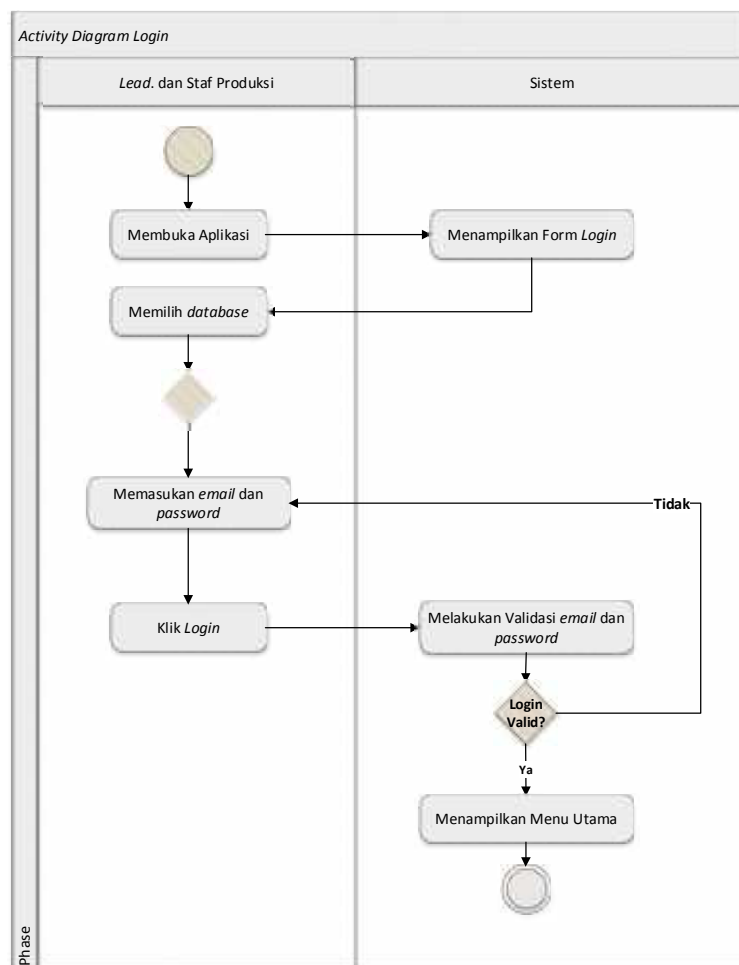 Activity Diagram Login
Lead. dan Staf Produksi
Sistem
Membuka Aplikasi
Menampilkan Form Login
Memilih database
Memasukan email dan
password
Tidak
Klik Login
Melakukan Validasi email dan
password
Login
Valid?
Ya
Menampilkan Menu Utama
Phase